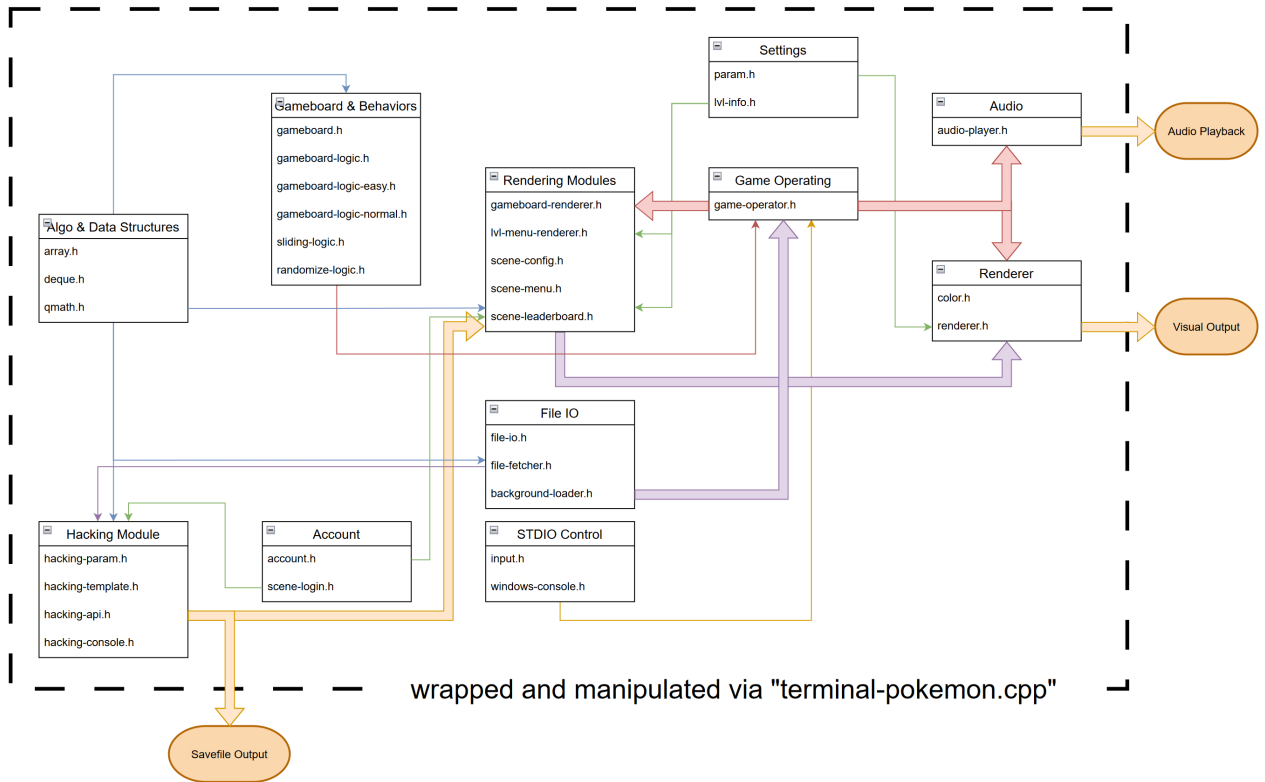 Settings
param.h
lvl-info.h
Gameboard & Behaviors
gameboard.h
gameboard-logic.h
gameboard-logic-easy.h
gameboard-logic-normal.h
sliding-logic.h
randomize-logic.h
Audio
audio-player.h
Audio Playback
Rendering Modules
gameboard-renderer.h
lvl-menu-renderer.h
scene-config.h
scene-menu.h
scene-leaderboard.h
Game Operating
game-operator.h
Algo & Data Structures
array.h
deque.h
qmath.h
Renderer
color.h
renderer.h
Visual Output
File IO
file-io.h
file-fetcher.h
background-loader.h
Hacking Module
hacking-param.h
hacking-template.h
hacking-api.h
hacking-console.h
Account
account.h
scene-login.h
STDIO Control
input.h
windows-console.h
wrapped and manipulated via "terminal-pokemon.cpp"
Savefile Output